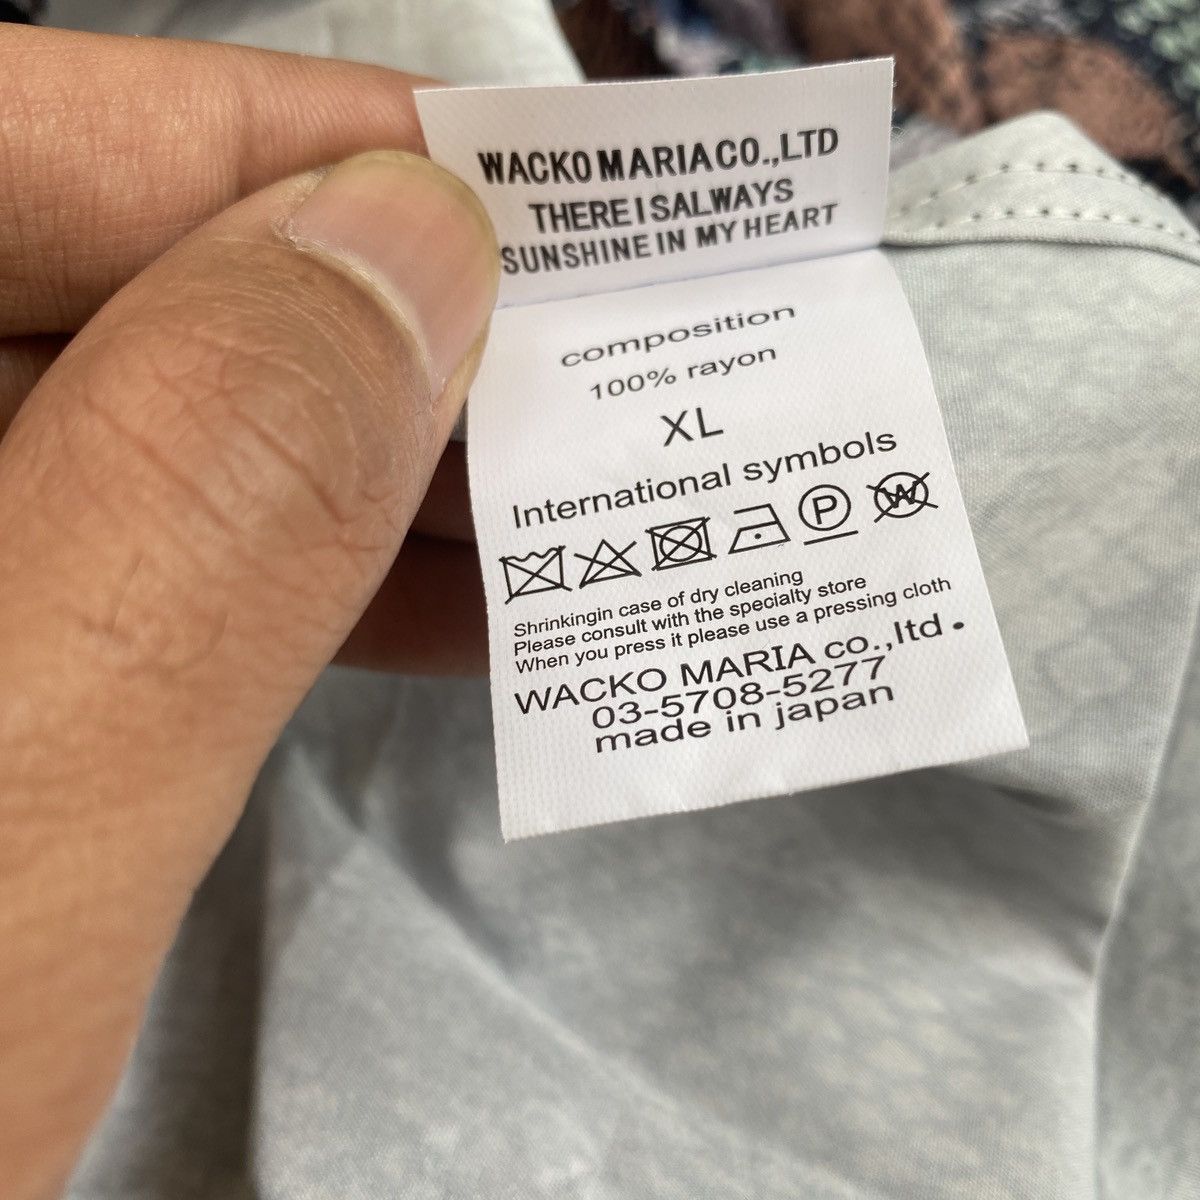 WACKO MARIA CO.,LTD
THERE I SALWAYS
SUNSHINE IN MY HEART
composition
100% rayon
XL
International symbols
P W
Shrinkingin case of dry cleaning
Please consult with the specialty store
When you press it please use a pressing cloth
WACKO MARIA co.,ltd.
03-5708-5277
made in japan